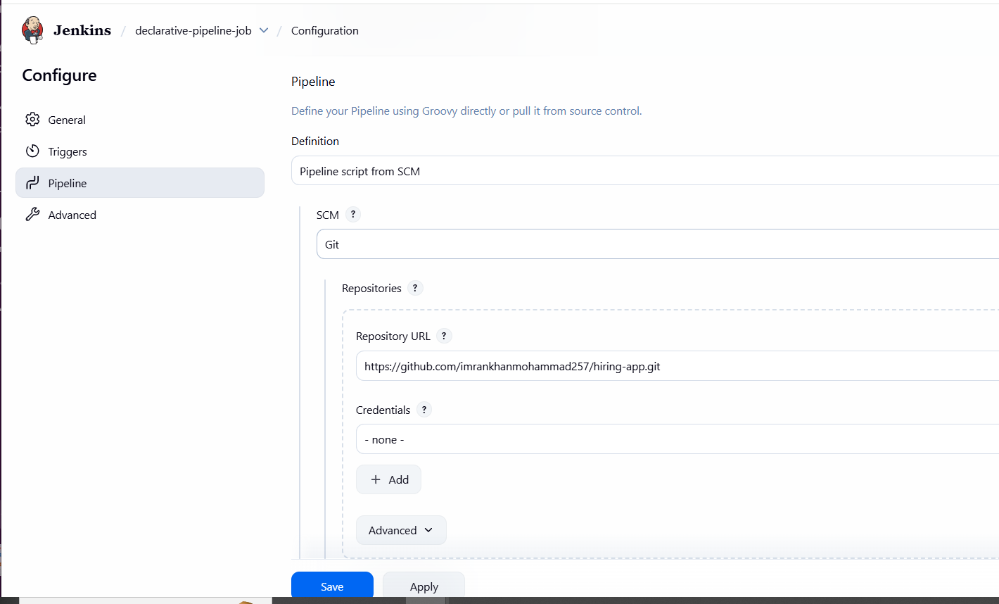 Jenkins / declarative-pipeline-job / Configuration
Configure
General
Triggers
Pipeline
Advanced
Pipeline
Define your Pipeline using Groovy directly or pull it from source control.
Definition
Pipeline script from SCM
SCM ?
Git
Repositories ?
Repository URL ?
https://github.com/imrankhanmohammad257/hiring-app.git
Credentials ?
- none -
+ Add
Advanced
Save
Apply